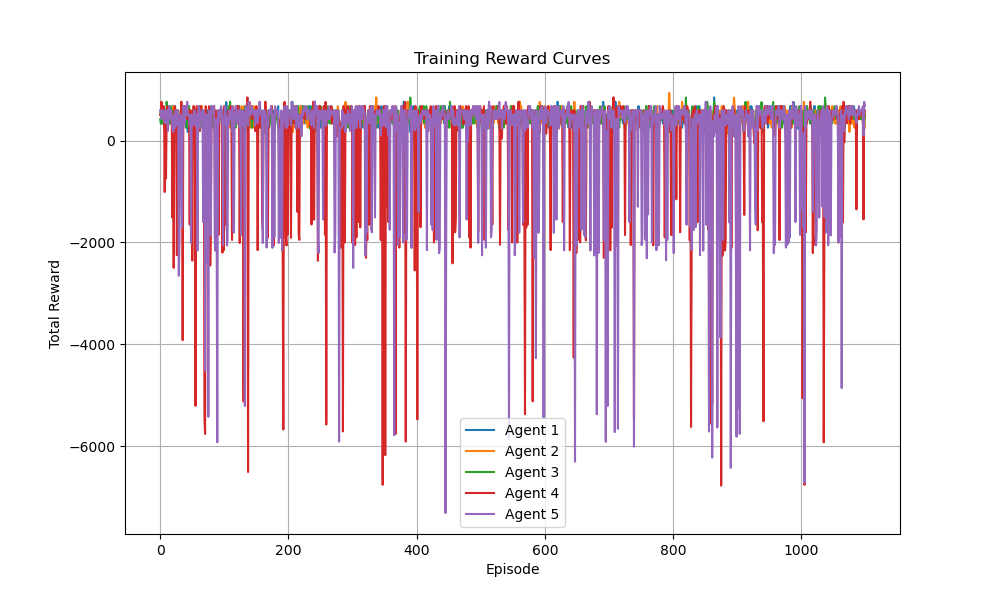 Training Reward Curves
Total Reward
0
−2000
−4000
−6000
Agent 1
Agent 2
Agent 3
Agent 4
Agent 5
0 200 400 600 800 1000
Episode